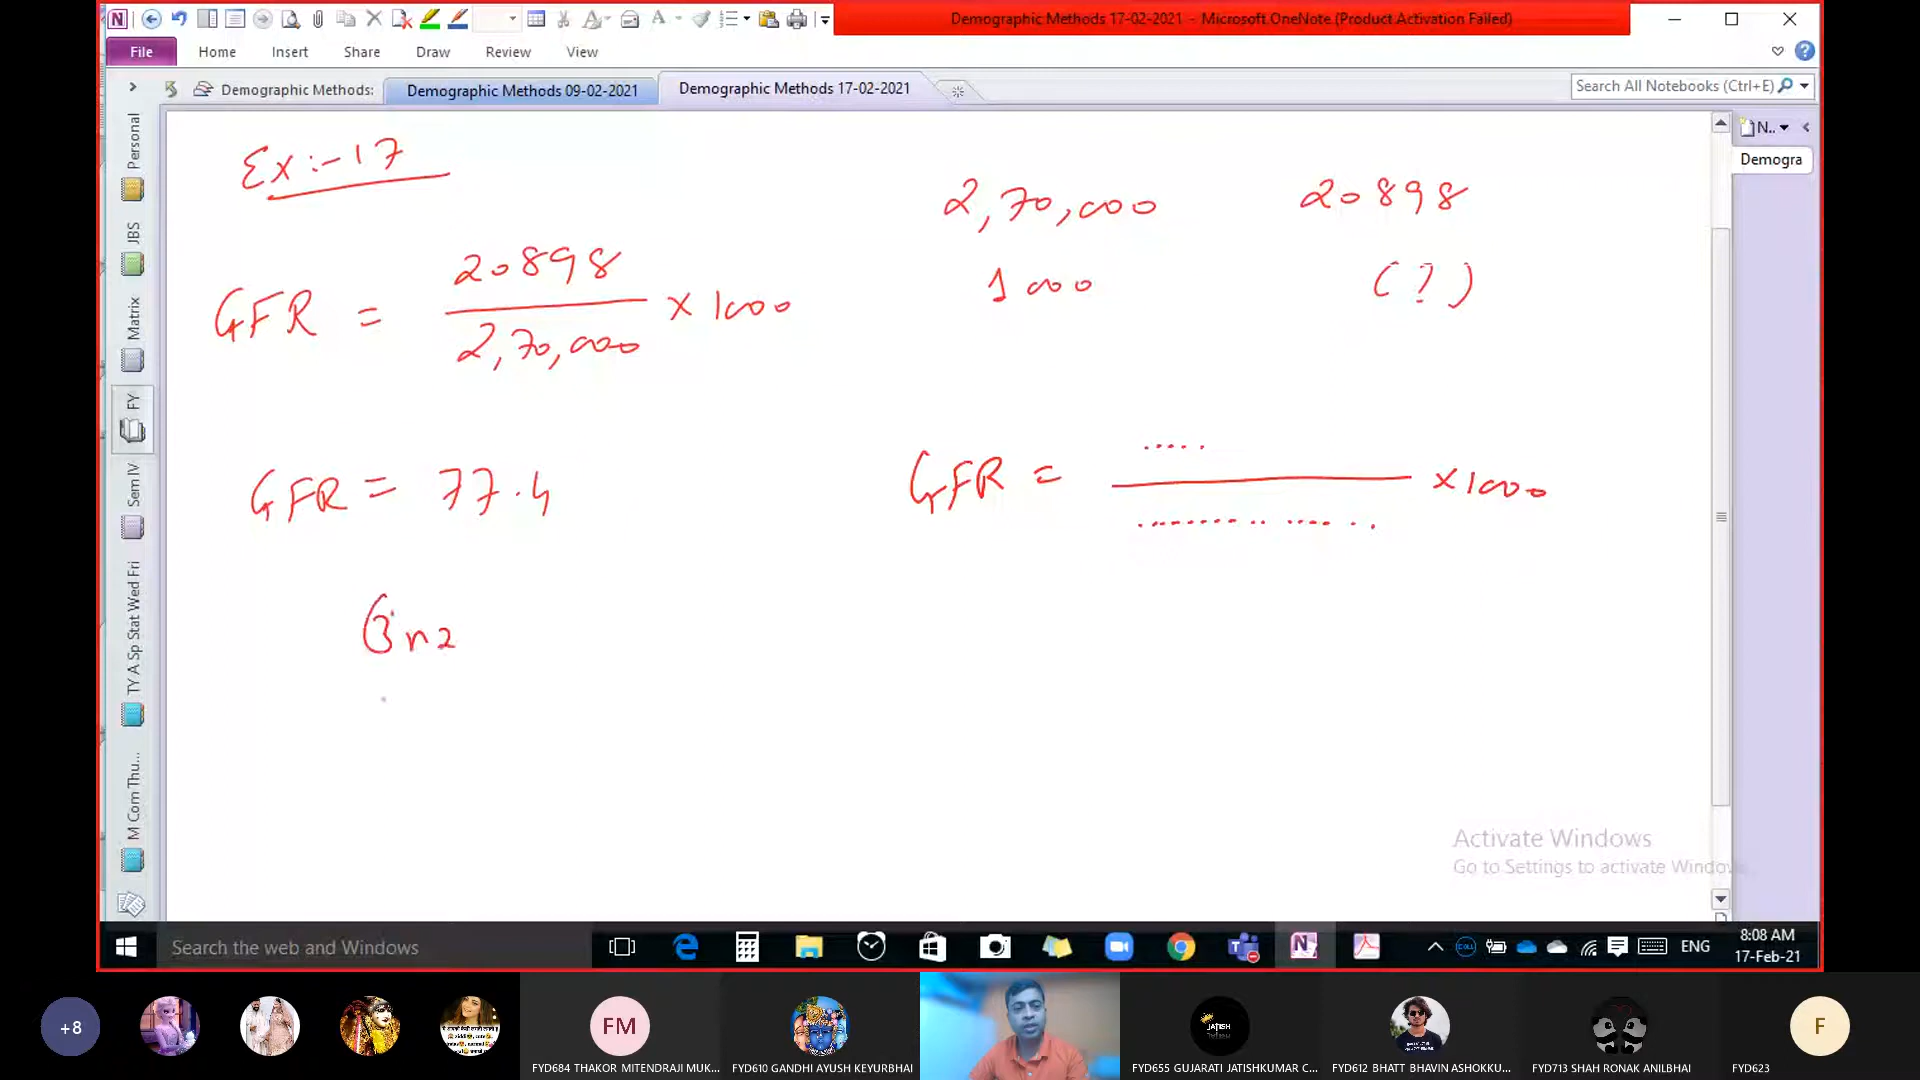 Demographic Methods 17-02-2021 - Microsoft OneNote (Product Activation Failed)
File Home Insert Share Draw Review View
Demographic Methods: Demographic Methods 09-02-2021 Demographic Methods 17-02-2021
Search All Notebooks (Ctrl+E)
N..
Demogra
Personal
JBS
Matrix
FY
Sem IV
TY A Sp Stat Wed Fri
M Com Thu...
Ex:-17
2,70,000 20898
1000 (?)
GFR = 20898 / 2,70,000 × 1000
GFR = 77.4
GFR = ..... / ................. × 1000
Activate Windows
Go to Settings to activate Windows
Search the web and Windows
ENG
8:08 AM
17-Feb-21
+8
FM
JATISH
F
FYD684 THAKOR MITENDRAJI MUK...
FYD610 GANDHI AYUSH KEYURBHAI
FYD655 GUJARATI JATISHKUMAR C...
FYD612 BHATT BHAVIN ASHOKKU...
FYD713 SHAH RONAK ANILBHAI
FYD623